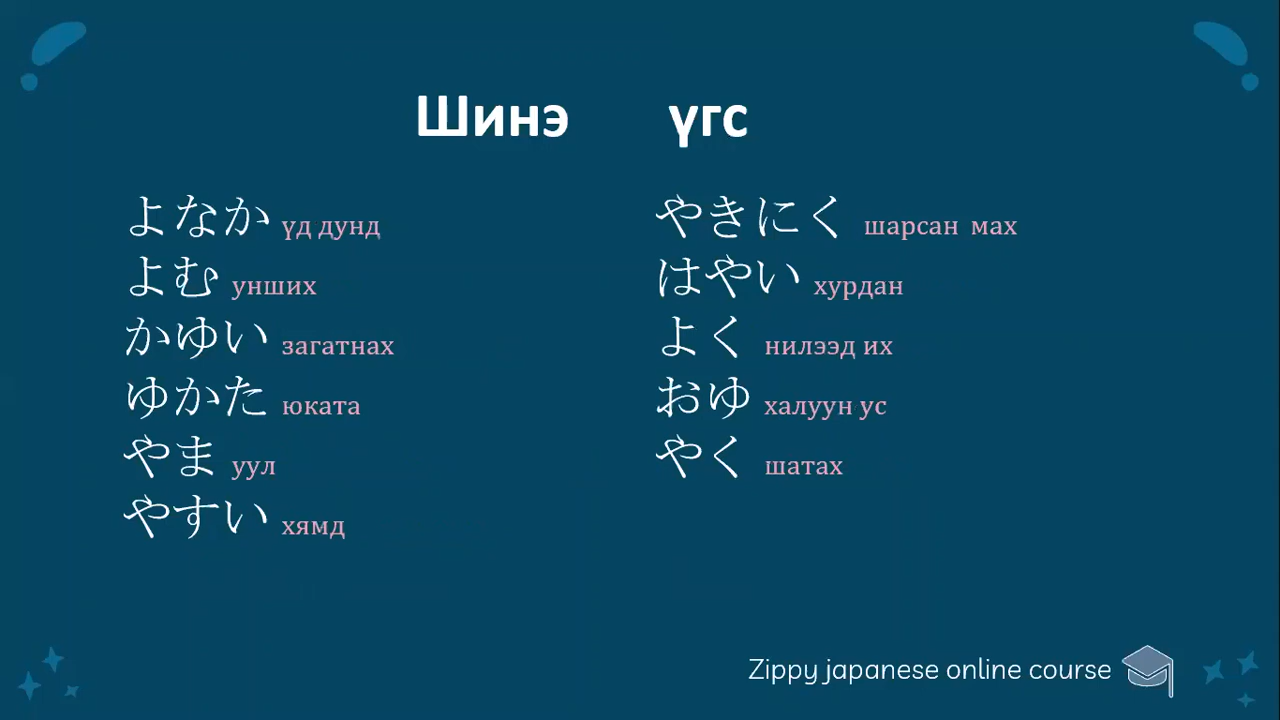 Шинэ үгс
よなか үд дунд
よむ унших
かゆい загатнах
ゆかた юката
やま уул
やすい хямд
やきにく шарсан мах
はやい хурдан
よく нилээд их
おゆ халуун ус
やく шатах
Zippy japanese online course